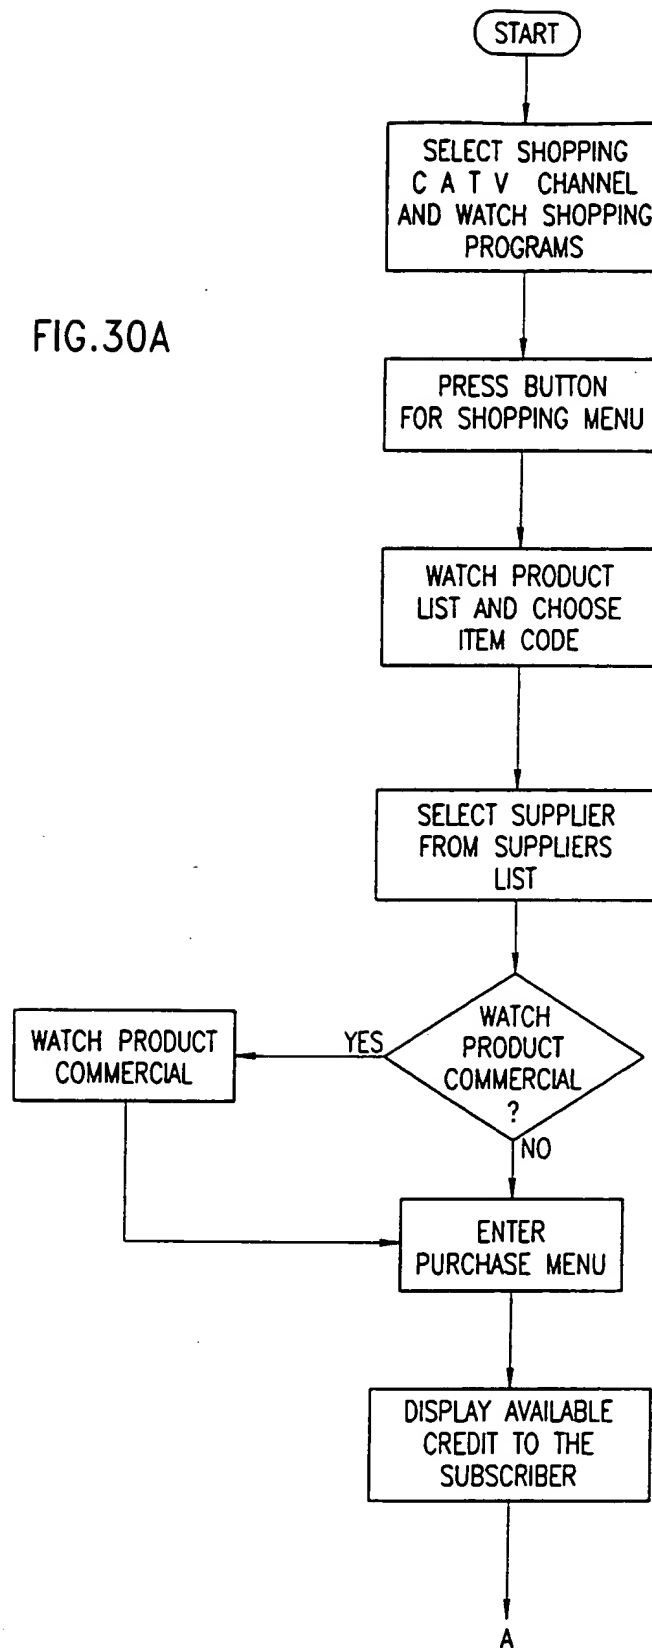 START
SELECT SHOPPING
C A T V CHANNEL
AND WATCH SHOPPING
PROGRAMS
FIG.30A
PRESS BUTTON
FOR SHOPPING MENU
WATCH PRODUCT
LIST AND CHOOSE
ITEM CODE
SELECT SUPPLIER
FROM SUPPLIERS
LIST
WATCH
PRODUCT
COMMERCIAL
?
YES
WATCH PRODUCT
COMMERCIAL
NO
ENTER
PURCHASE MENU
DISPLAY AVAILABLE
CREDIT TO THE
SUBSCRIBER
A